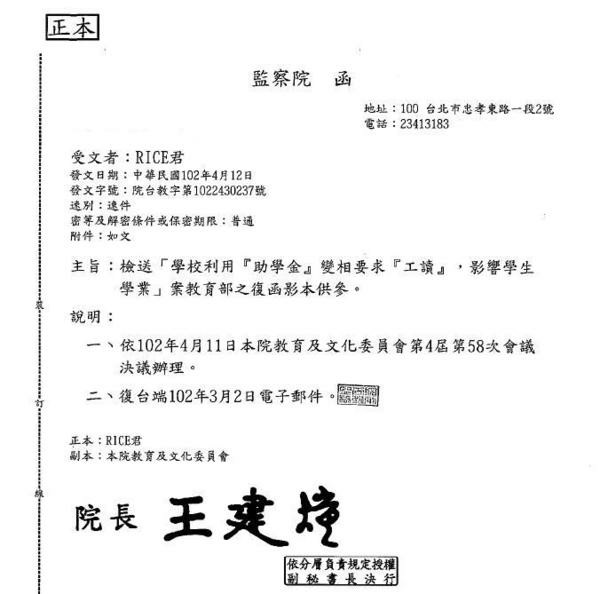 正本
監察院　函
地址：100 台北市忠孝東路一段2號
電話：23413183
受文者：RICE君
發文日期：中華民國102年4月12日
發文字號：院台教字第1022430237號
速別：速件
密等及解密條件或保密期限：普通
附件：如文
主旨：檢送「學校利用『助學金』變相要求『工讀』，影響學生
學業」案教育部之復函影本供參。
說明：
一、依102年4月11日本院教育及文化委員會第4屆第58次會議
決議辦理。
二、復台端102年3月2日電子郵件。
裝
訂
線
正本：RICE君
副本：本院教育及文化委員會
院長 王建煊
依分層負責規定授權
副秘書長決行